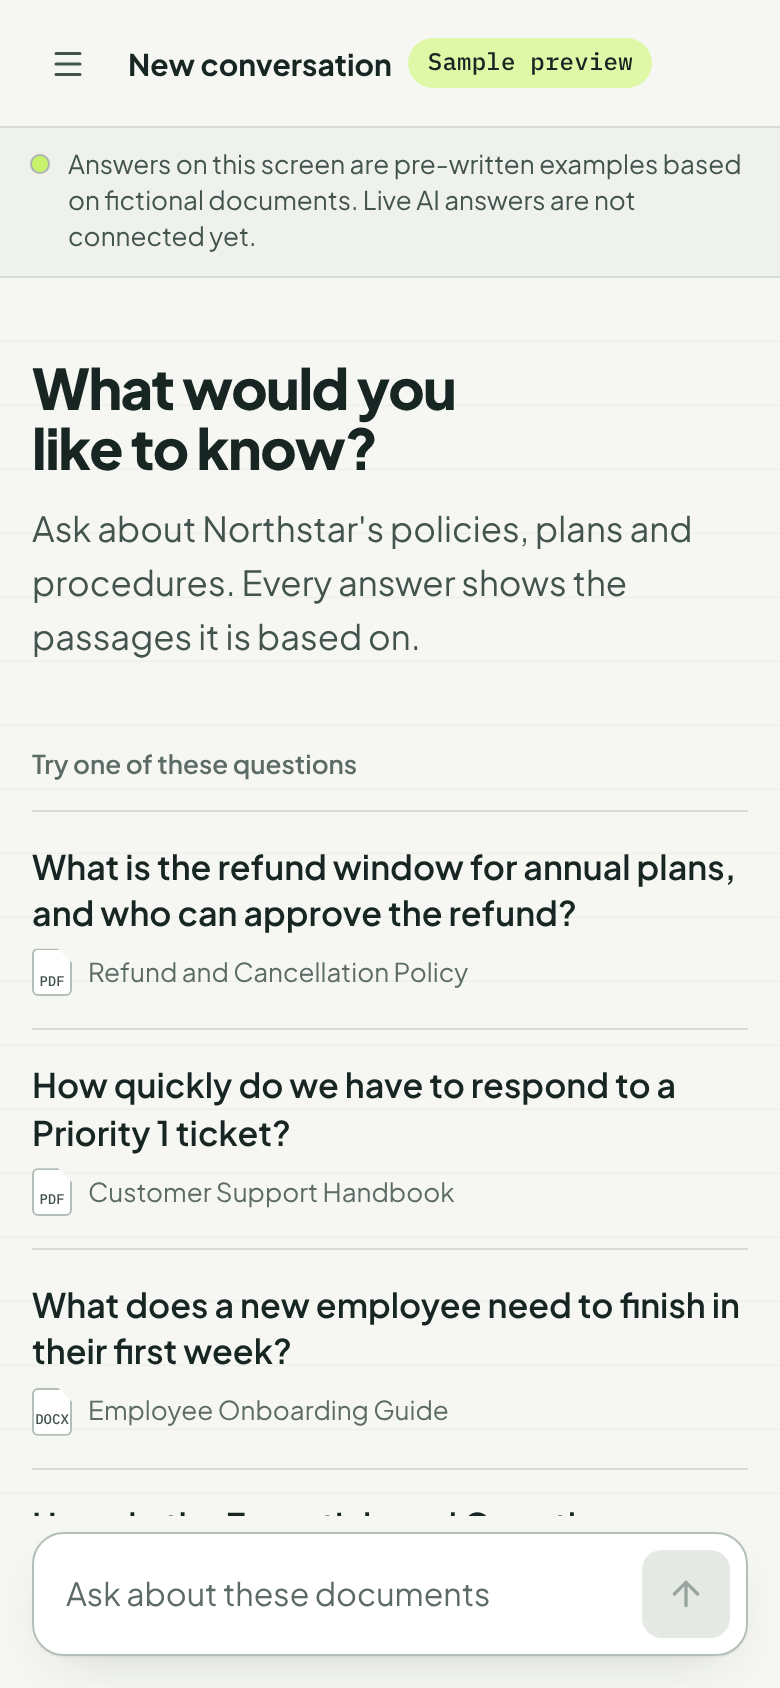 New conversation
Sample preview
Answers on this screen are pre-written examples based
on fictional documents. Live AI answers are not
connected yet.
What would you
like to know?
Ask about Northstar's policies, plans and
procedures. Every answer shows the
passages it is based on.
Try one of these questions
What is the refund window for annual plans,
and who can approve the refund?
PDF Refund and Cancellation Policy
How quickly do we have to respond to a
Priority 1 ticket?
PDF Customer Support Handbook
What does a new employee need to finish in
their first week?
DOCX Employee Onboarding Guide
Ask about these documents